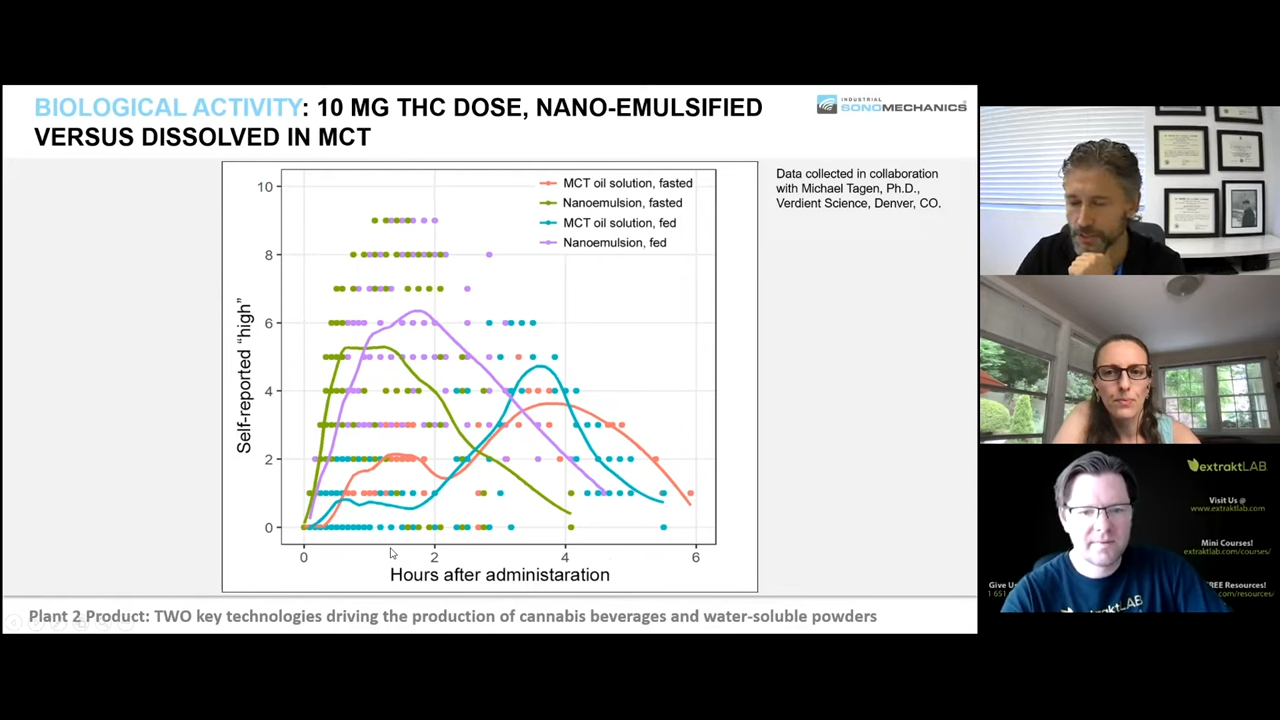 BIOLOGICAL ACTIVITY: 10 MG THC DOSE, NANO-EMULSIFIED
VERSUS DISSOLVED IN MCT
INDUSTRIAL
SONOMECHANICS
Data collected in collaboration
with Michael Tagen, Ph.D.,
Verdient Science, Denver, CO.
MCT oil solution, fasted
Nanoemulsion, fasted
MCT oil solution, fed
Nanoemulsion, fed
Self-reported “high”
10
8
6
4
2
0
0 2 4 6
Hours after administaration
Plant 2 Product: TWO key technologies driving the production of cannabis beverages and water-soluble powders
extraktLAB
Visit Us @
www.extraktlab.com
Mini Courses!
extraktlab.com/courses/
Give Us
1 651
FREE Resources!
.com/resources/
extraktLAB